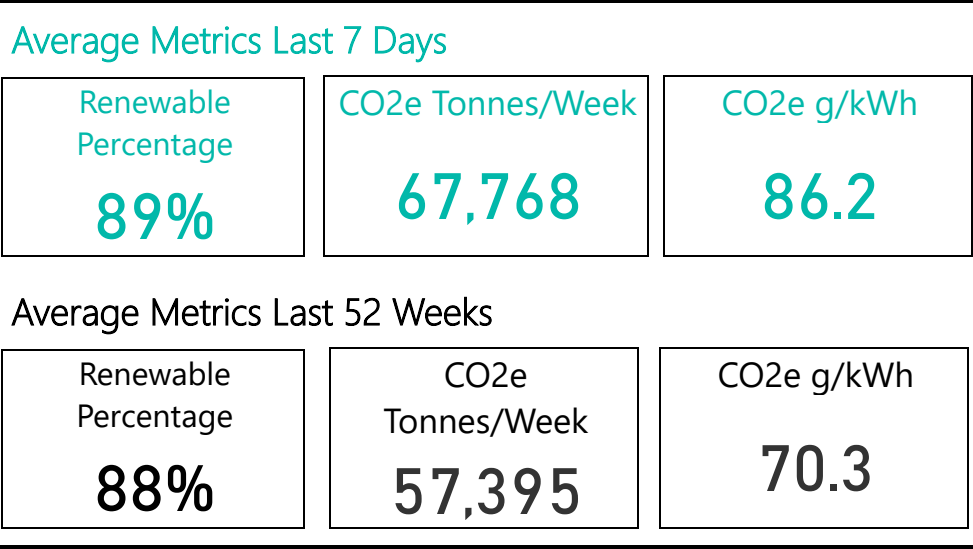 Average Metrics Last 7 Days
Renewable
Percentage
89%
CO2e Tonnes/Week
67,768
CO2e g/kWh
86.2
Average Metrics Last 52 Weeks
Renewable
Percentage
88%
CO2e
Tonnes/Week
57,395
CO2e g/kWh
70.3